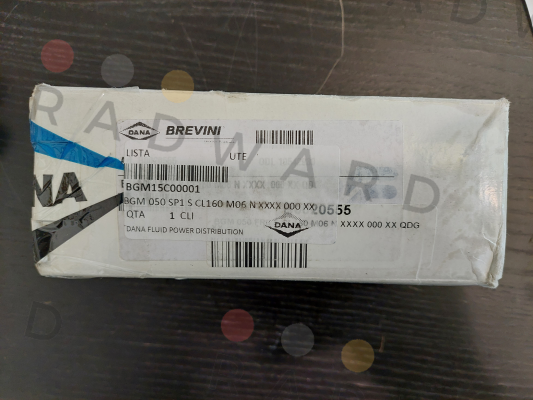 RADWARD
DANA BREVINI
LISTA UTE
BGM15C00001
BGM 050 SP1 S CL160 M06 N XXXX 000 XX
QTA 1 CLI
DANA
M06 N XXXX 000 XX QDG
DANA FLUID POWER DISTRIBUTION
NA